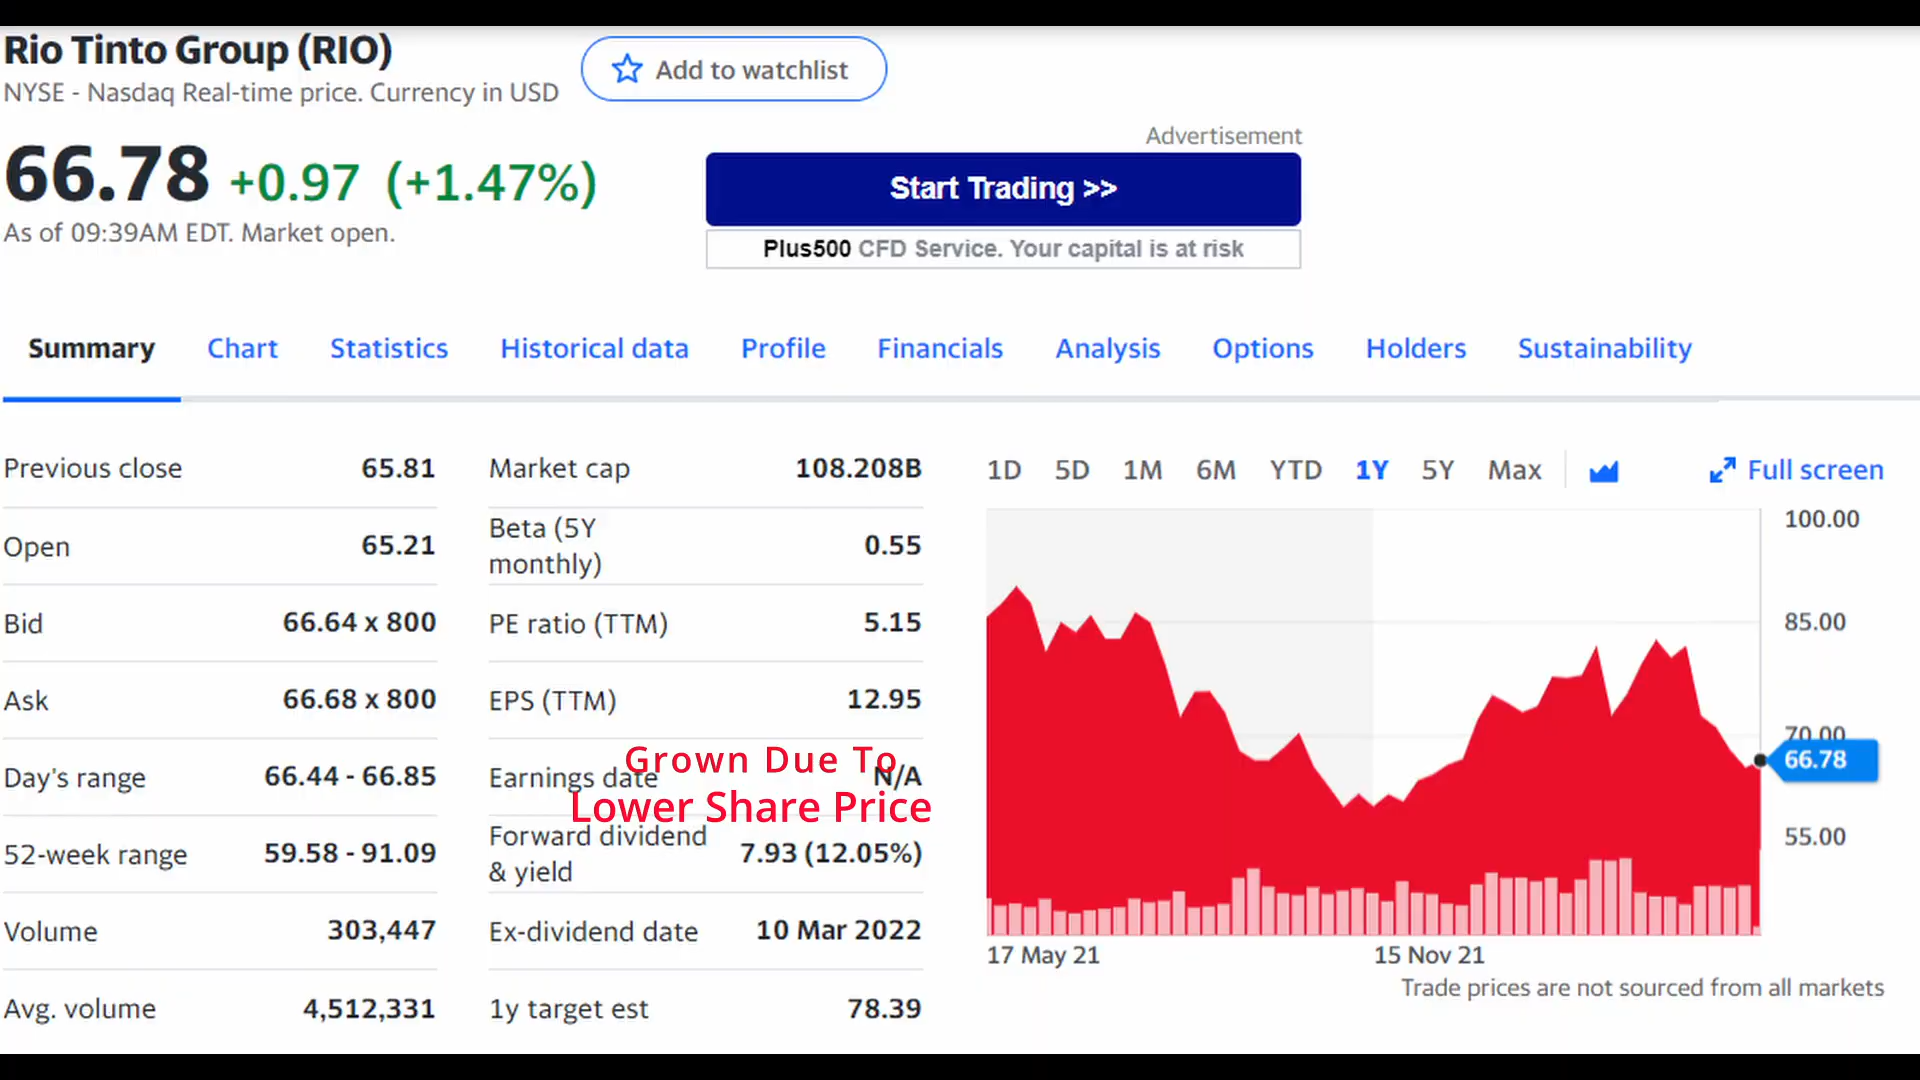 Rio Tinto Group (RIO)
NYSE - Nasdaq Real-time price. Currency in USD
Add to watchlist
66.78 +0.97 (+1.47%)
As of 09:39AM EDT. Market open.
Advertisement
Start Trading >>
Plus500 CFD Service. Your capital is at risk
Summary Chart Statistics Historical data Profile Financials Analysis Options Holders Sustainability
Previous close 65.81
Open 65.21
Bid 66.64 x 800
Ask 66.68 x 800
Day's range 66.44 - 66.85
52-week range 59.58 - 91.09
Volume 303,447
Avg. volume 4,512,331
Market cap 108.208B
Beta (5Y
monthly) 0.55
PE ratio (TTM) 5.15
EPS (TTM) 12.95
Grown Due To
Earnings date N/A
Lower Share Price
Forward dividend
& yield 7.93 (12.05%)
Ex-dividend date 10 Mar 2022
1y target est 78.39
1D 5D 1M 6M YTD 1Y 5Y Max Full screen
100.00
85.00
70.00
66.78
55.00
17 May 21 15 Nov 21
Trade prices are not sourced from all markets